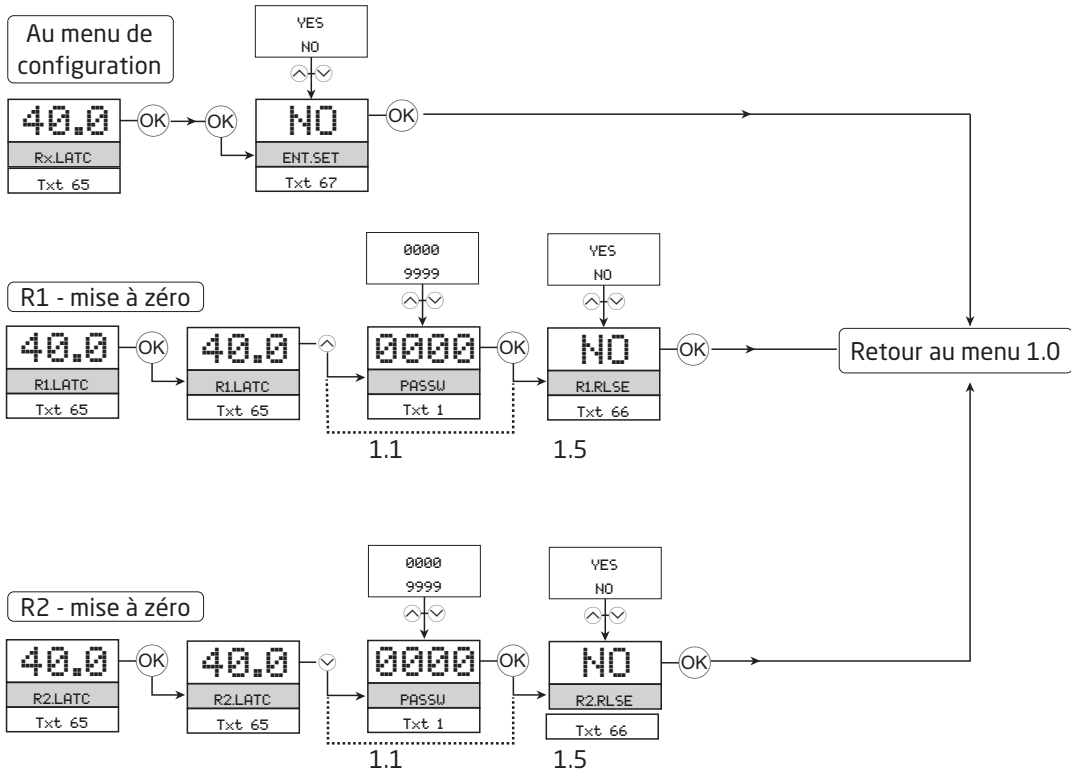 Au menu de
configuration
YES
NO
40.0
OK
OK
NO
OK
Rx.LATC
ENT.SET
Txt 65
Txt 67
R1 - mise à zéro
0000
9999
YES
NO
40.0
OK
40.0
0000
OK
NO
OK
Retour au menu 1.0
R1.LATC
R1.LATC
PASSW
R1.RLSE
Txt 65
Txt 65
Txt 1
Txt 66
1.1
1.5
R2 - mise à zéro
0000
9999
YES
NO
40.0
OK
40.0
0000
OK
NO
OK
R2.LATC
R2.LATC
PASSW
R2.RLSE
Txt 65
Txt 65
Txt 1
Txt 66
1.1
1.5